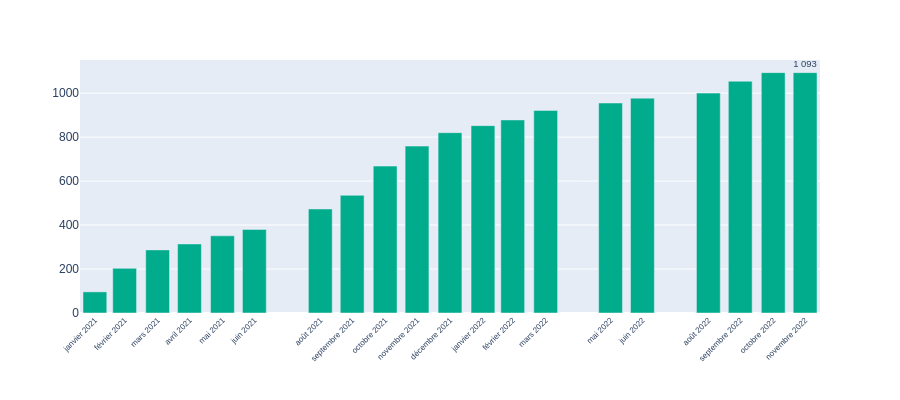 1 093
1000
800
600
400
200
0
janvier 2021
février 2021
mars 2021
avril 2021
mai 2021
juin 2021
août 2021
septembre 2021
octobre 2021
novembre 2021
décembre 2021
janvier 2022
février 2022
mars 2022
mai 2022
juin 2022
août 2022
septembre 2022
octobre 2022
novembre 2022